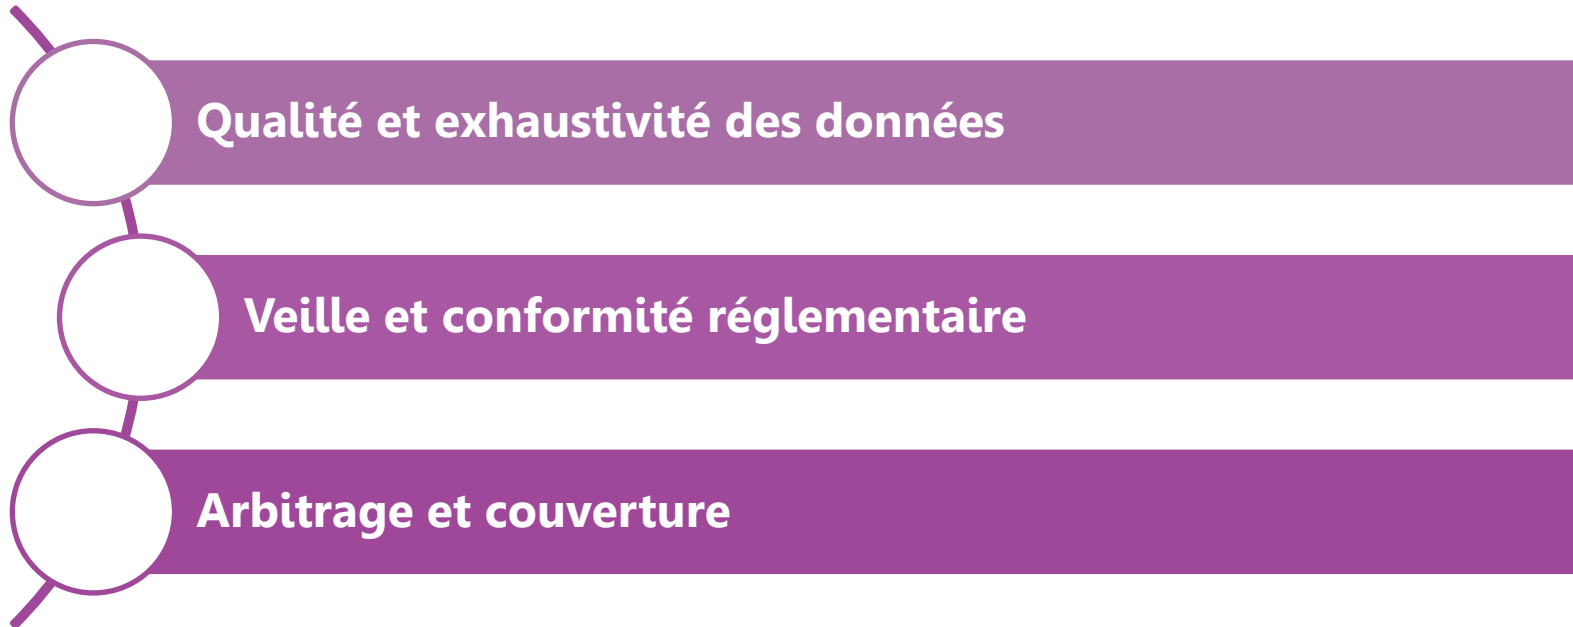 Qualité et exhaustivité des données
Veille et conformité réglementaire
Arbitrage et couverture